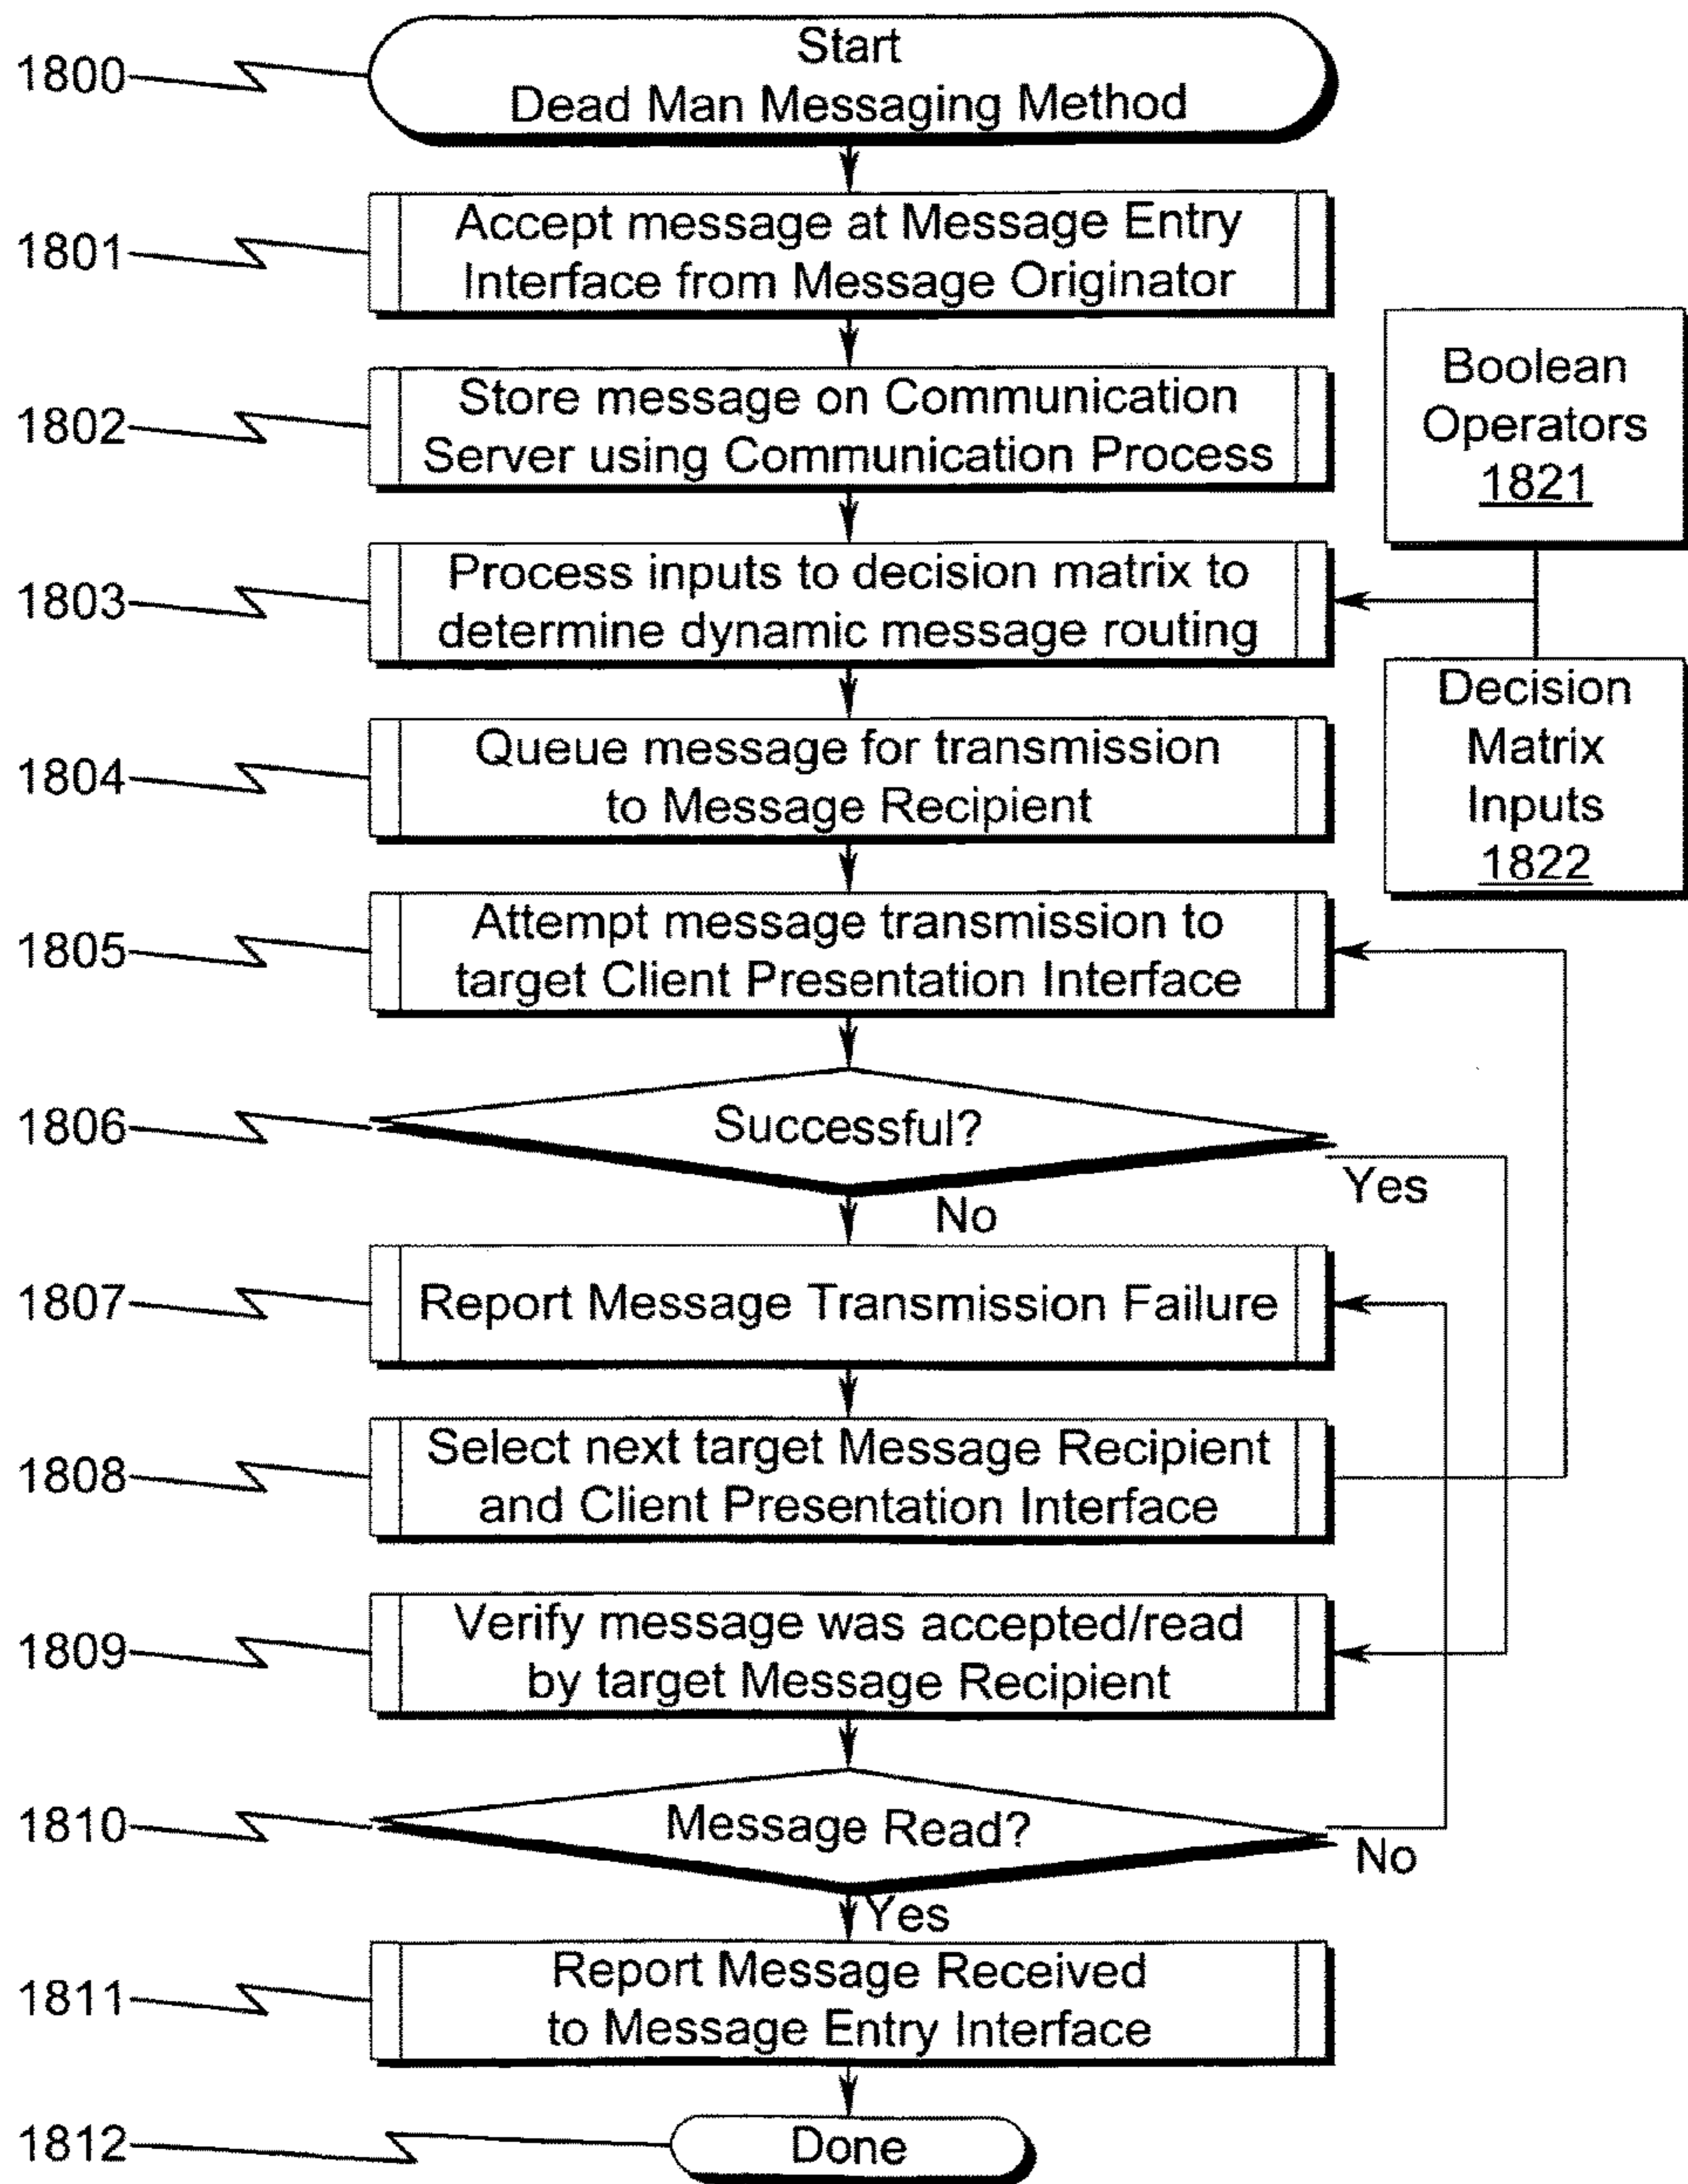 1800
Start
Dead Man Messaging Method
1801
Accept message at Message Entry
Interface from Message Originator
1802
Store message on Communication
Server using Communication Process
Boolean
Operators
1821
1803
Process inputs to decision matrix to
determine dynamic message routing
Decision
Matrix
Inputs
1822
1804
Queue message for transmission
to Message Recipient
1805
Attempt message transmission to
target Client Presentation Interface
1806
Successful?
Yes
No
1807
Report Message Transmission Failure
1808
Select next target Message Recipient
and Client Presentation Interface
1809
Verify message was accepted/read
by target Message Recipient
1810
Message Read?
No
Yes
1811
Report Message Received
to Message Entry Interface
1812
Done